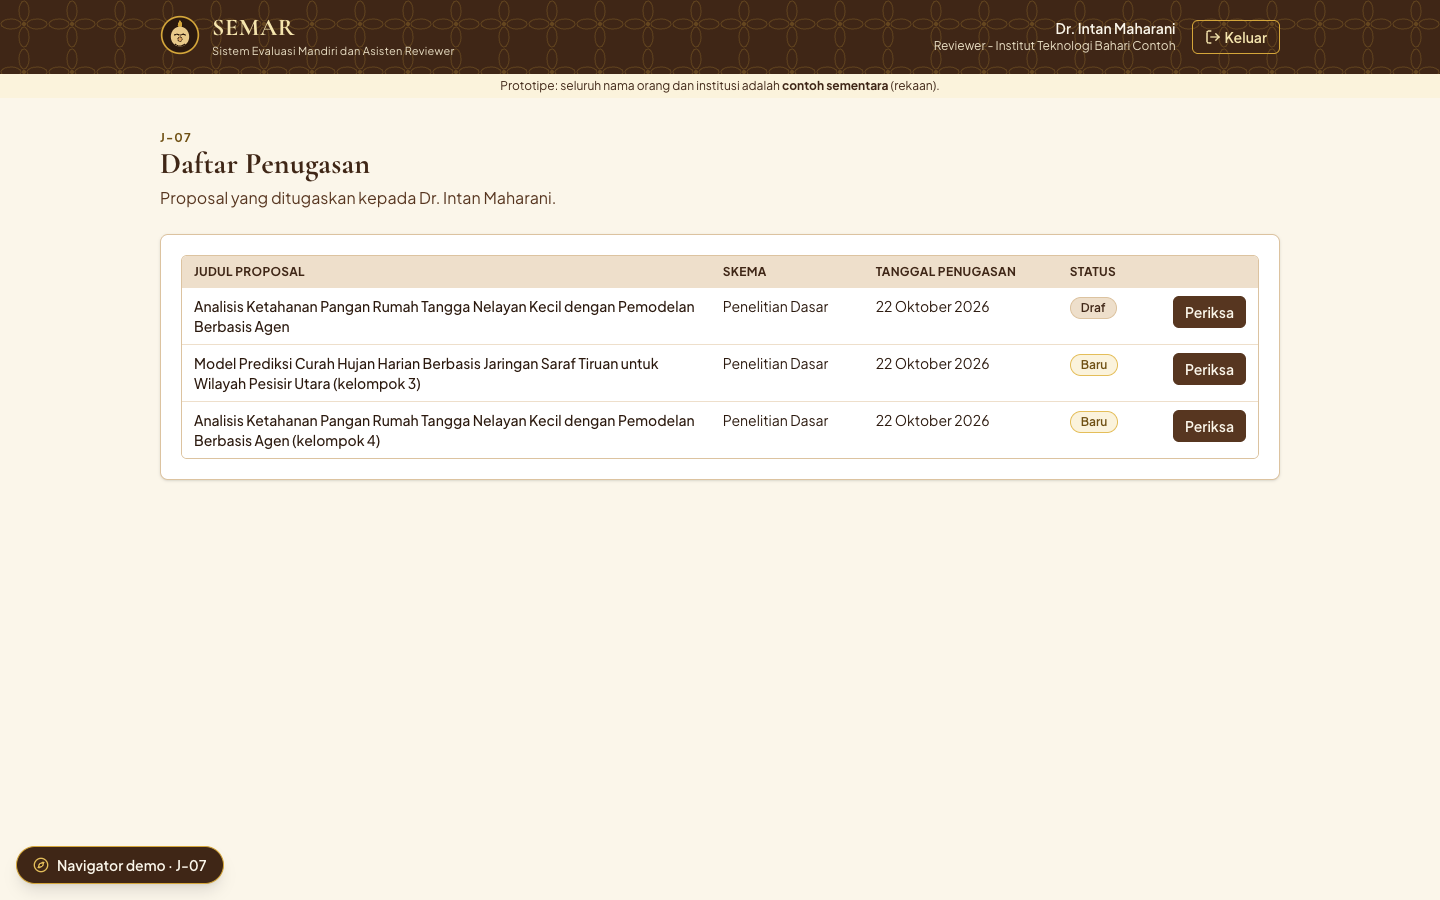 SEMAR
Sistem Evaluasi Mandiri dan Asisten Reviewer
Dr. Intan Maharani
Reviewer - Institut Teknologi Bahari Contoh
Keluar
Prototipe: seluruh nama orang dan institusi adalah contoh sementara (rekaan).
J-07
Daftar Penugasan
Proposal yang ditugaskan kepada Dr. Intan Maharani.
JUDUL PROPOSAL SKEMA TANGGAL PENUGASAN STATUS
Analisis Ketahanan Pangan Rumah Tangga Nelayan Kecil dengan Pemodelan
Berbasis Agen
Penelitian Dasar 22 Oktober 2026 Draf Periksa
Model Prediksi Curah Hujan Harian Berbasis Jaringan Saraf Tiruan untuk
Wilayah Pesisir Utara (kelompok 3)
Penelitian Dasar 22 Oktober 2026 Baru Periksa
Analisis Ketahanan Pangan Rumah Tangga Nelayan Kecil dengan Pemodelan
Berbasis Agen (kelompok 4)
Penelitian Dasar 22 Oktober 2026 Baru Periksa
Navigator demo · J-07